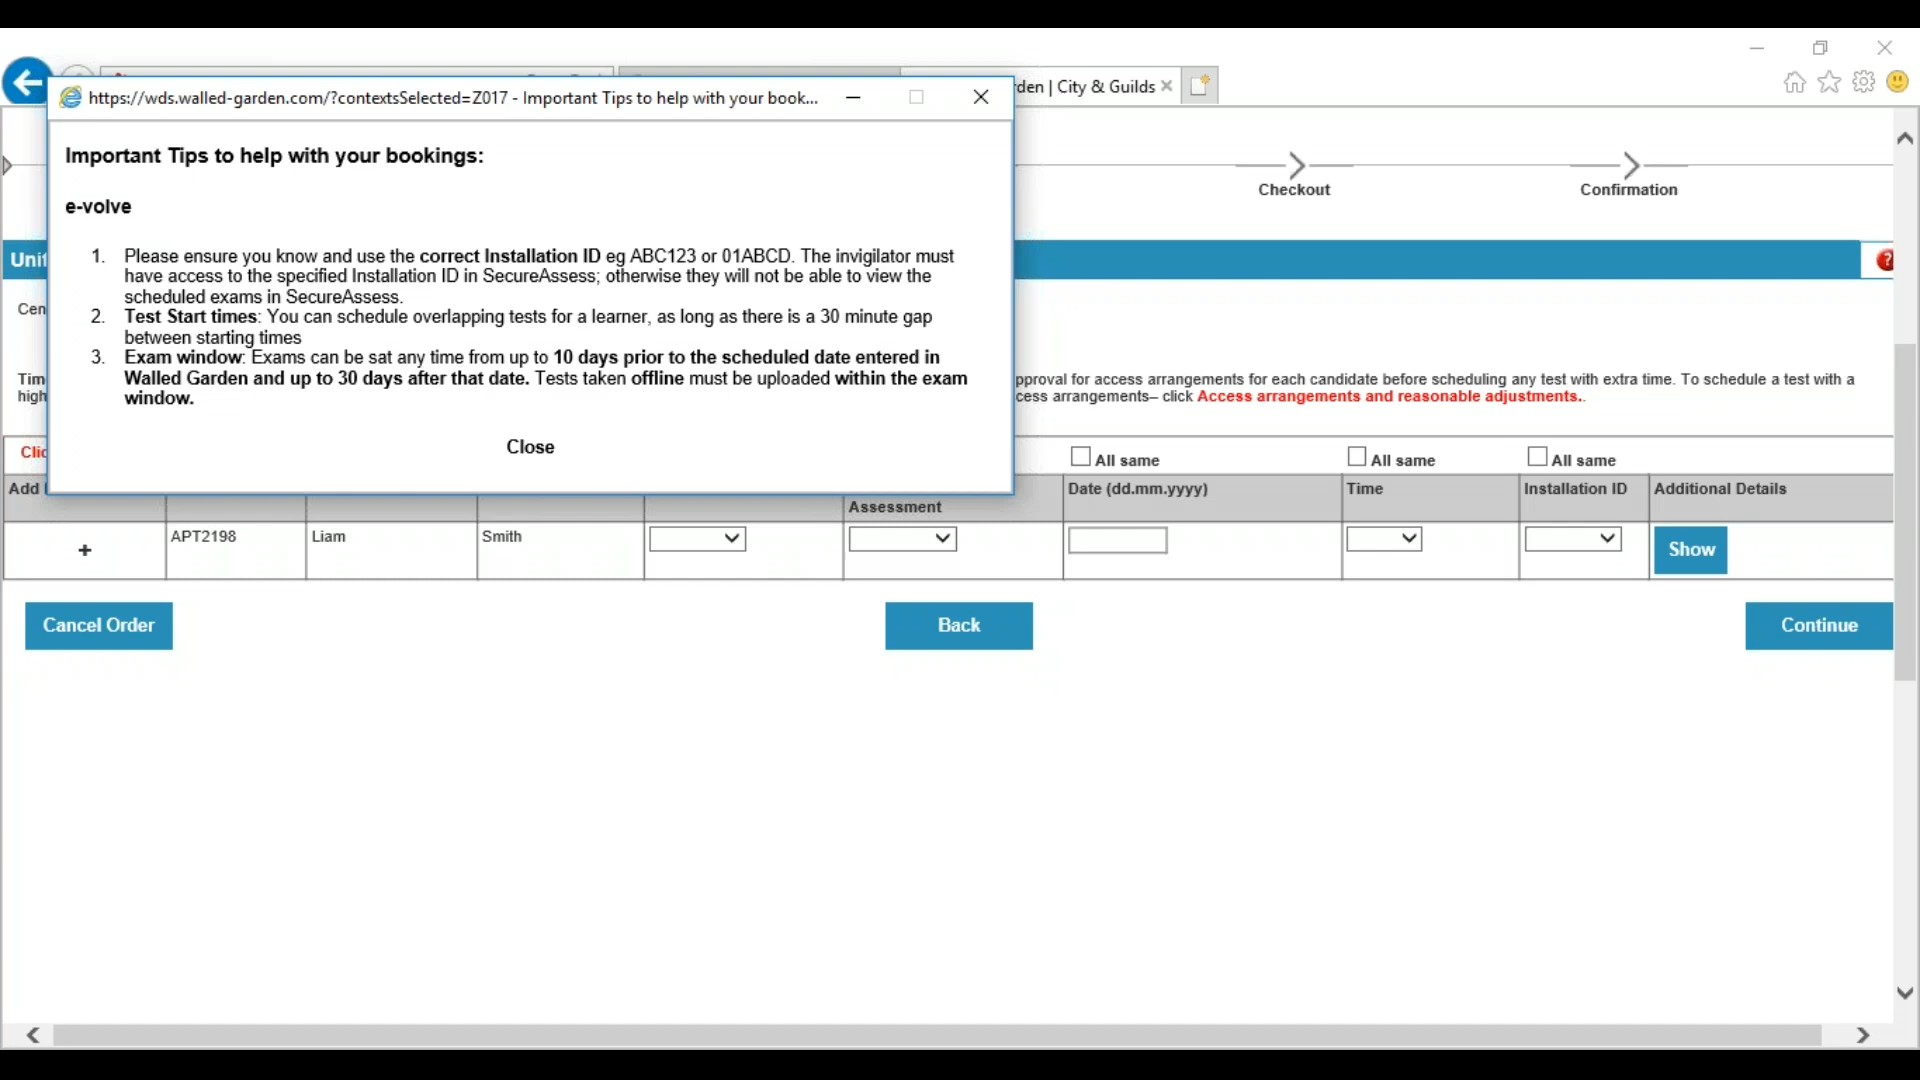 https://wds.walled-garden.com/?contextsSelected=Z017 - Important Tips to help with your book...
den | City & Guilds
Important Tips to help with your bookings:
e-volve
1. Please ensure you know and use the correct Installation ID eg ABC123 or 01ABCD. The invigilator must
have access to the specified Installation ID in SecureAssess; otherwise they will not be able to view the
scheduled exams in SecureAssess.
2. Test Start times: You can schedule overlapping tests for a learner, as long as there is a 30 minute gap
between starting times
3. Exam window: Exams can be sat any time from up to 10 days prior to the scheduled date entered in
Walled Garden and up to 30 days after that date. Tests taken offline must be uploaded within the exam
window.
Close
Checkout
Confirmation
Unit
?
Cen
Tim
high
pproval for access arrangements for each candidate before scheduling any test with extra time. To schedule a test with a
cess arrangements– click Access arrangements and reasonable adjustments..
Clic
All same
All same
All same
Add
Assessment
Date (dd.mm.yyyy)
Time
Installation ID
Additional Details
+
APT2198
Liam
Smith
Show
Cancel Order
Back
Continue